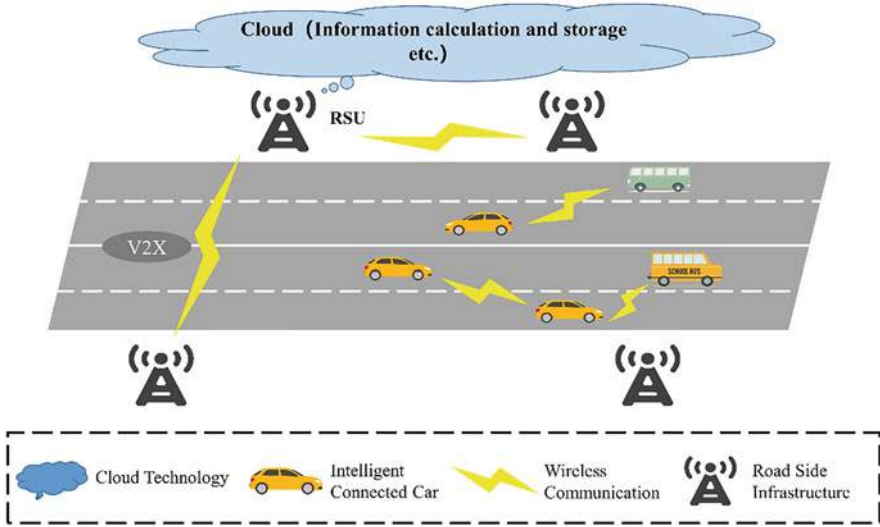 Cloud（Information calculation and storage
etc.）
RSU
V2X
SCHOOL BUS
Cloud Technology
Intelligent
Connected Car
Wireless
Communication
Road Side
Infrastructure